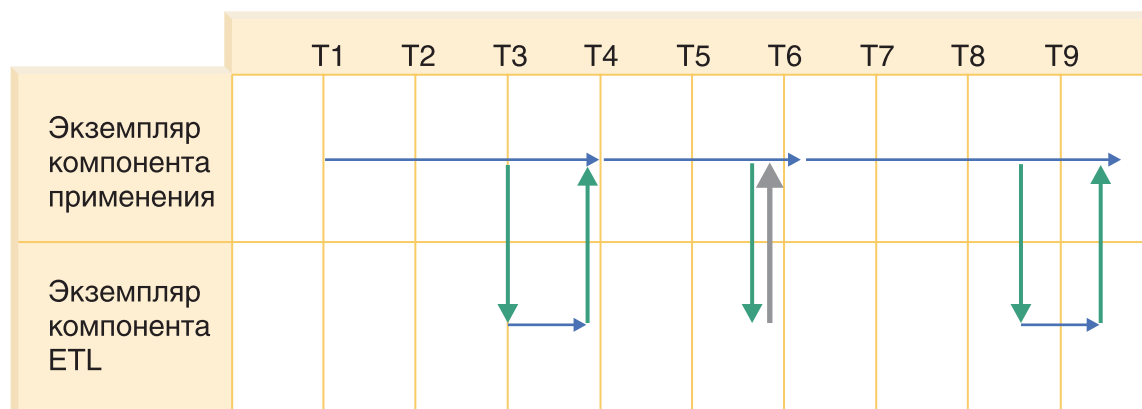 T1 T2 T3 T4 T5 T6 T7 T8 T9
Экземпляр
компонента
применения
Экземпляр
компонента
ETL